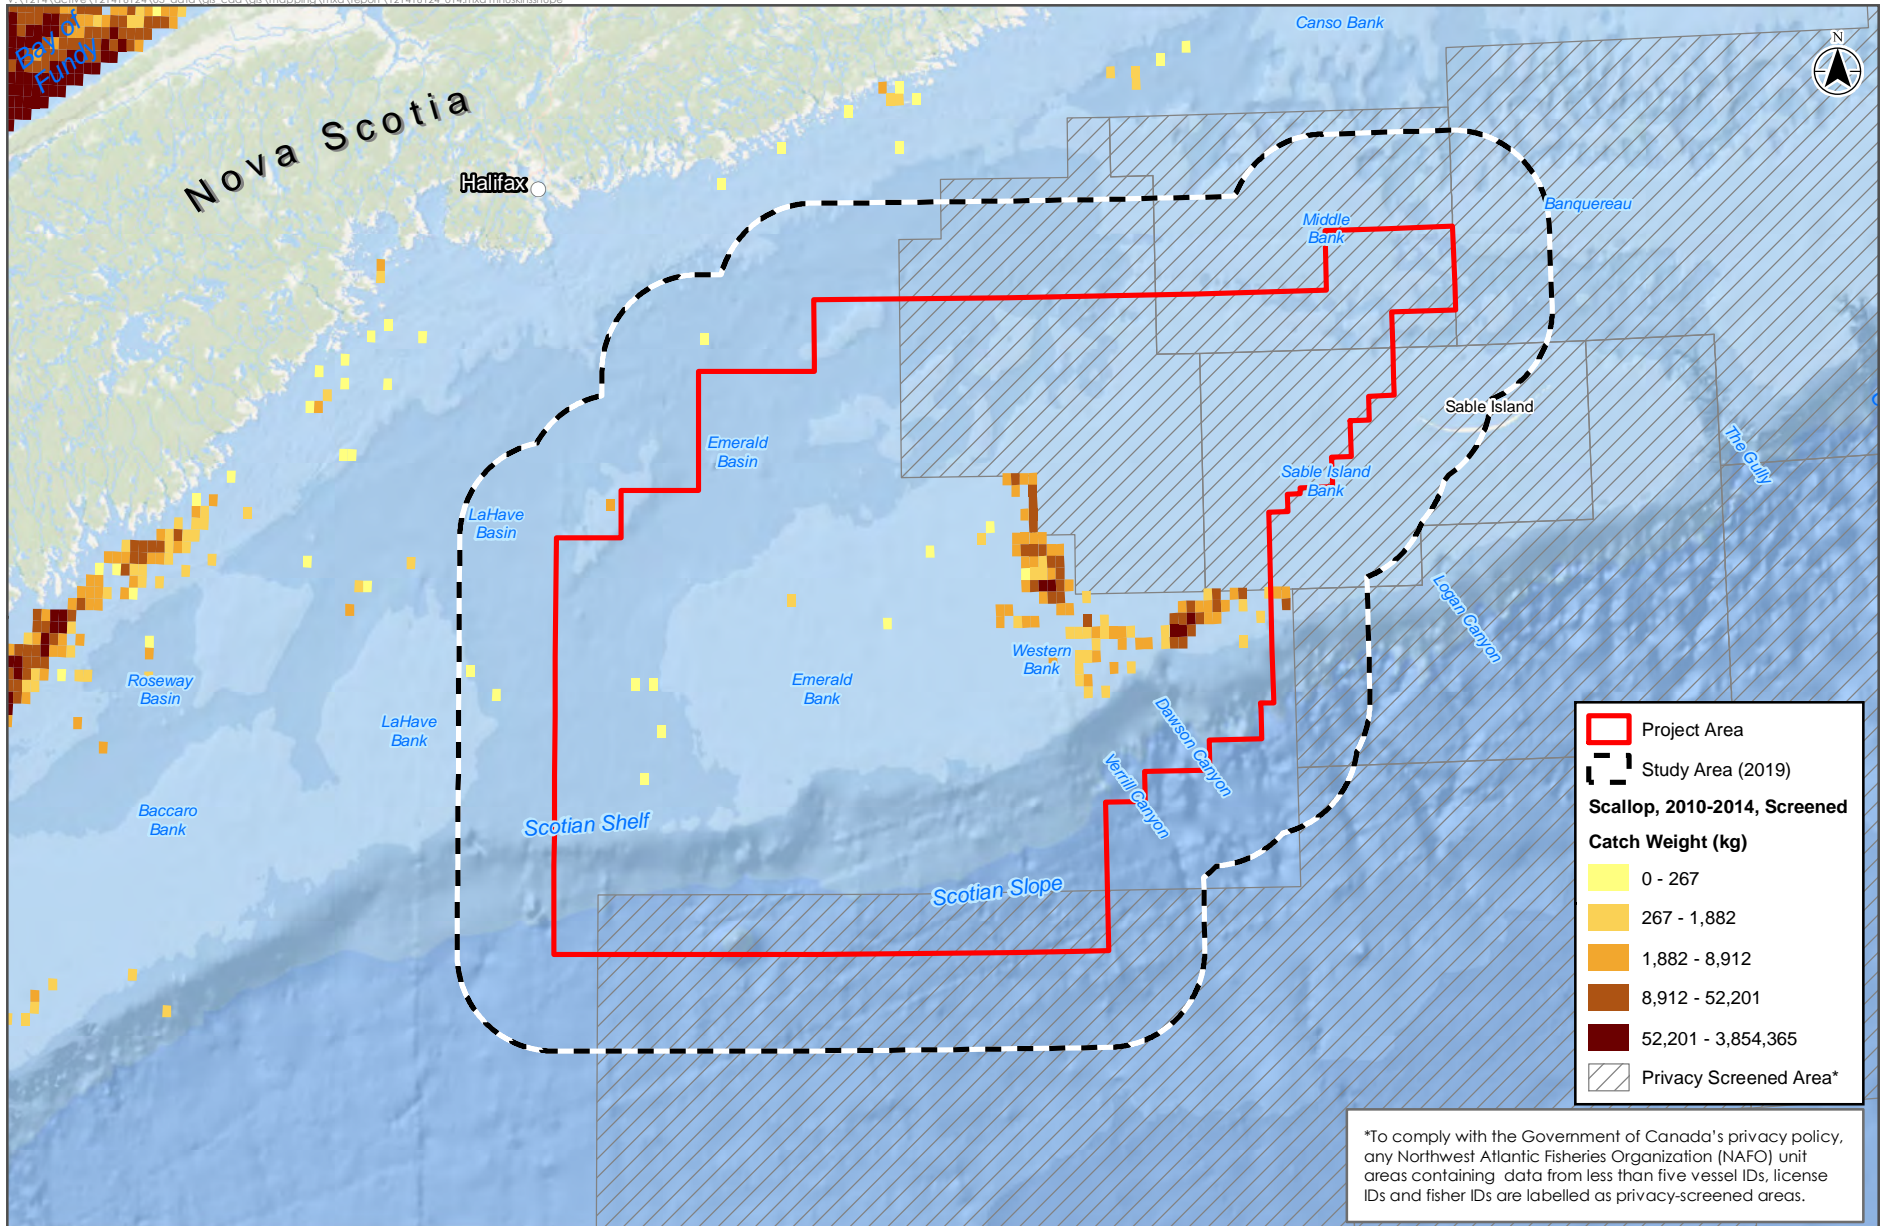 Bay of
Fundy
Nova Scotia
Halifax
Canso Bank
N
Banquereau
Middle
Bank
Sable Island
The Gully
Sable Island
Bank
Emerald
Basin
LaHave
Basin
Logan Canyon
Western
Bank
Roseway
Basin
Emerald
Bank
LaHave
Bank
Dawson Canyon
Verrill Canyon
Baccaro
Bank
Scotian Shelf
Scotian Slope
Project Area
Study Area (2019)
Scallop, 2010-2014, Screened
Catch Weight (kg)
0 - 267
267 - 1,882
1,882 - 8,912
8,912 - 52,201
52,201 - 3,854,365
Privacy Screened Area*
*To comply with the Government of Canada's privacy policy,
any Northwest Atlantic Fisheries Organization (NAFO) unit
areas containing data from less than five vessel IDs, license
IDs and fisher IDs are labelled as privacy-screened areas.